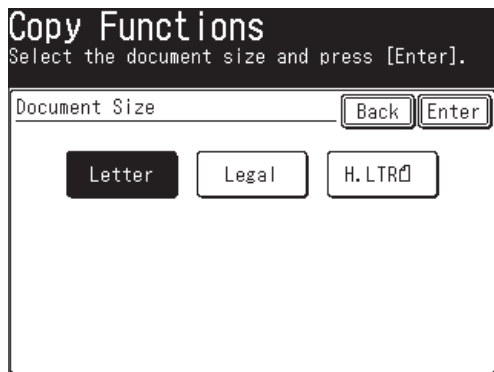 Copy Functions
Select the document size and press [Enter].
Document Size
Back Enter
Letter Legal H.LTR